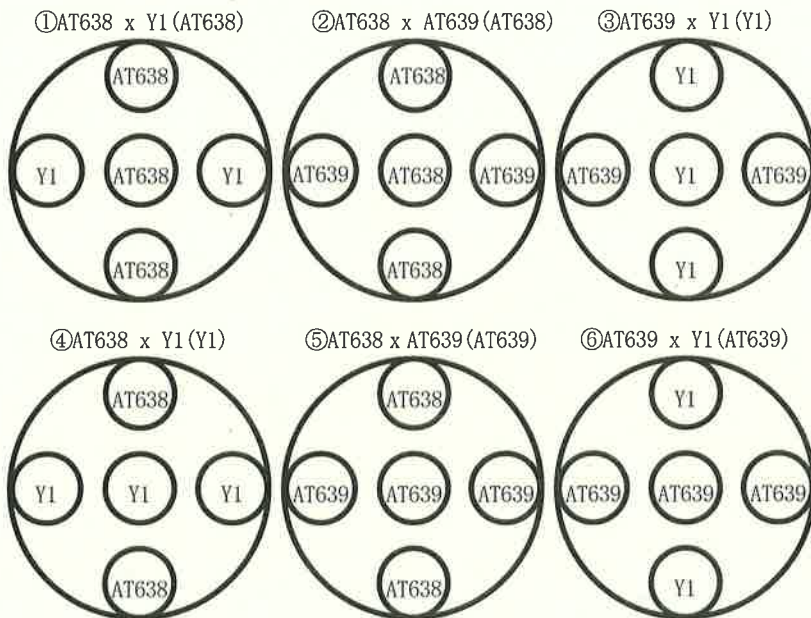 ①AT638 x Y1(AT638) ②AT638 x AT639(AT638) ③AT639 x Y1(Y1)
AT638 AT638 Y1
Y1 AT638 Y1 AT639 AT638 AT639 AT639 Y1 AT639
AT638 AT638 Y1
④AT638 x Y1(Y1) ⑤AT638 x AT639(AT639) ⑥AT639 x Y1(AT639)
AT638 AT638 Y1
Y1 Y1 Y1 AT639 AT639 AT639 AT639 AT639 AT639
AT638 AT638 Y1